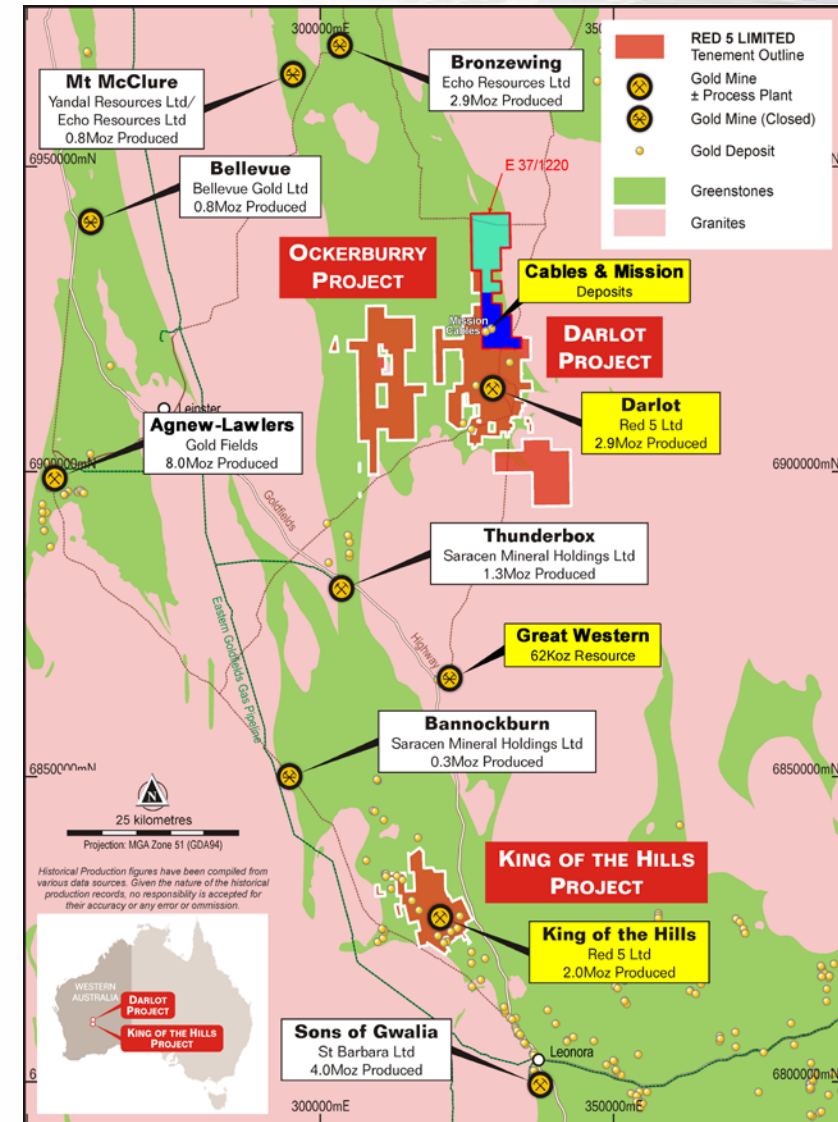 300000mE
RED 5 LIMITED
Tenement Outline
Gold Mine
± Process Plant
Gold Mine (Closed)
Gold Deposit
Greenstones
Granites
Bronzewing
Echo Resources Ltd
2.9Moz Produced
Mt McClure
Yandal Resources Ltd/
Echo Resources Ltd
0.8Moz Produced
6950000mN
E 37/1220
Bellevue
Bellevue Gold Ltd
0.8Moz Produced
OCKERBURRY
PROJECT
Cables & Mission
Deposits
Mission
Cables
DARLOT
PROJECT
Darlot
Red 5 Ltd
2.9Moz Produced
Leinster
Agnew-Lawlers
Gold Fields
8.0Moz Produced
6900000mN
6900000mN
Goldfields
Highway
Thunderbox
Saracen Mineral Holdings Ltd
1.3Moz Produced
Eastern Goldfields Gas Pipeline
Great Western
62Koz Resource
Bannockburn
Saracen Mineral Holdings Ltd
0.3Moz Produced
6850000mN
6850000mN
N
25 kilometres
Projection: MGA Zone 51 (GDA94)
Historical Production figures have been compiled from
various data sources. Given the nature of the historical
production records, no responsibility is accepted for
their accuracy or any error or ommission.
KING OF THE HILLS
PROJECT
King of the Hills
Red 5 Ltd
2.0Moz Produced
WESTERN
AUSTRALIA
DARLOT
PROJECT
KING OF THE HILLS
PROJECT
Sons of Gwalia
St Barbara Ltd
4.0Moz Produced
Leonora
6800000mN
300000mE
350000mE